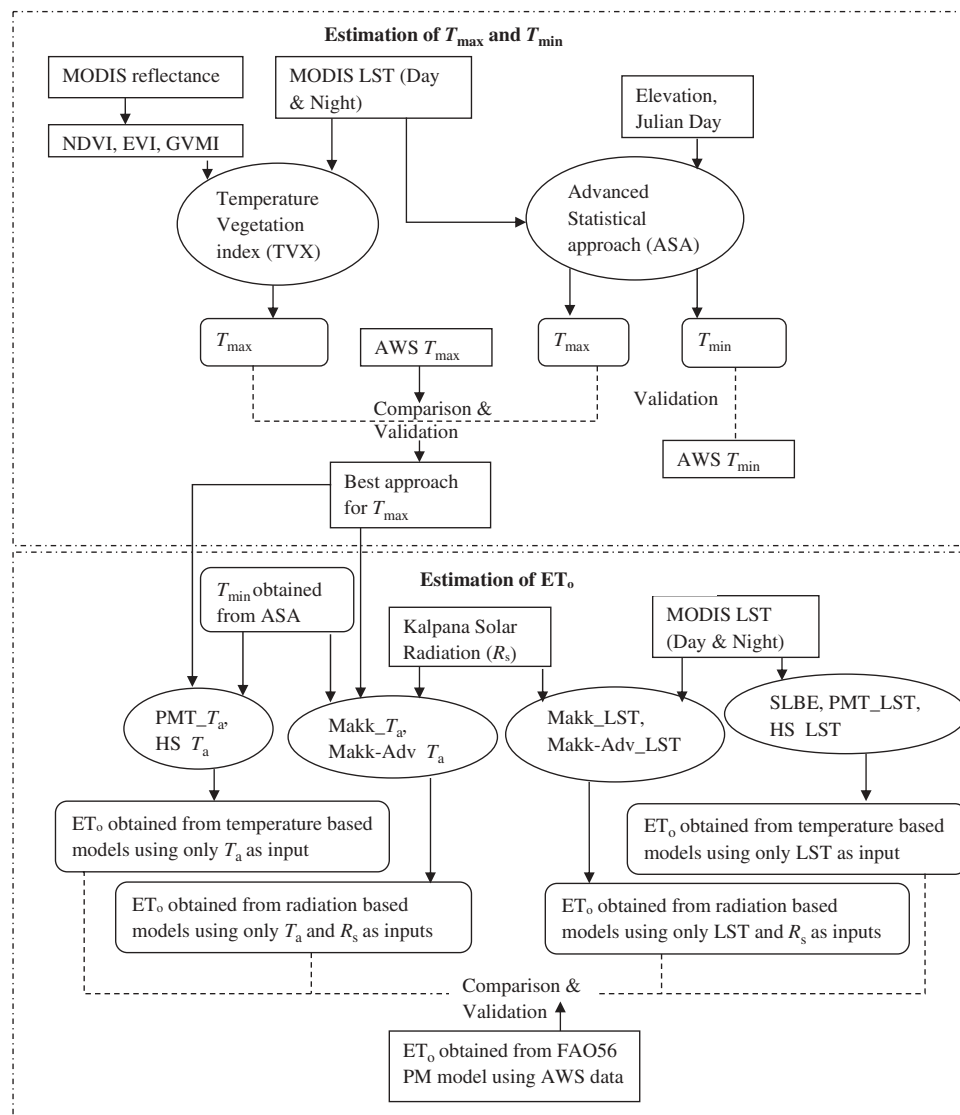 Estimation of Tmax and Tmin
MODIS reflectance
MODIS LST (Day
& Night)
Elevation,
Julian Day
NDVI, EVI, GVMI
Temperature
Vegetation
index (TVX)
Advanced
Statistical
approach (ASA)
Tmax
AWS Tmax
Tmax
Tmin
Comparison &
Validation
Validation
AWS Tmin
Best approach
for Tmax
Estimation of ETo
Tmin obtained
from ASA
Kalpana Solar
Radiation (Rs)
MODIS LST
(Day & Night)
PMT_Ta,
HS Ta
Makk_Ta,
Makk-Adv Ta
Makk_LST,
Makk-Adv_LST
SLBE, PMT_LST,
HS LST
ETo obtained from temperature based
models using only Ta as input
ETo obtained from temperature based
models using only LST as input
ETo obtained from radiation based
models using only Ta and Rs as inputs
ETo obtained from radiation based
models using only LST and Rs as inputs
Comparison &
Validation
ETo obtained from FAO56
PM model using AWS data